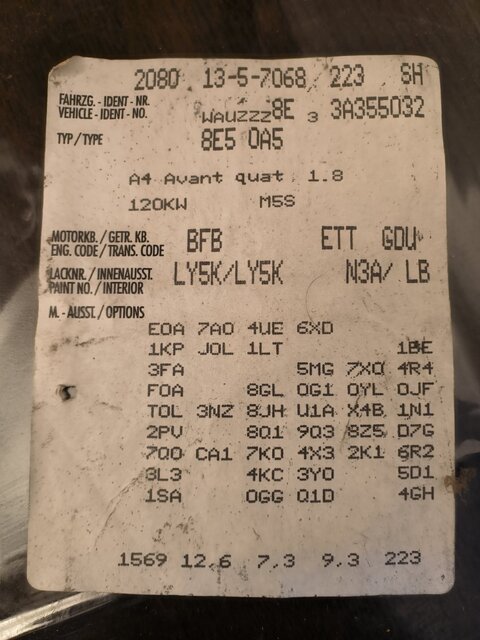 2080 13-5-7068 223 SH
FAHRZG. - IDENT - NR.
VEHICLE - IDENT - NO. WAUZZZ8E 3 3A355032
TYP / TYPE 8E5 0A5
A4 Avant quat. 1.8
120KW M5S
MOTORKB. / GETR. KB.
ENG. CODE / TRANS. CODE BFB ETT GDU
LACKNR. / INNENAUSST.
PAINT NO. / INTERIOR LY5K/LY5K N3A/ LB
M. - AUSST. / OPTIONS
E0A 7A0 4UE 6XD
1KP J0L 1LT 1BE
3FA 5MG 7X0 4R4
F0A 8GL 0G1 0YL 0JF
T0L 3NZ 8JH U1A X4B 1N1
2PV 8Q1 9Q3 8Z5 D7G
7Q0 CA1 7K0 4X3 2K1 6R2
3L3 4KC 3Y0 5D1
1SA 0GG Q1D 4GH
1569 12,6 7,3 9,3 223